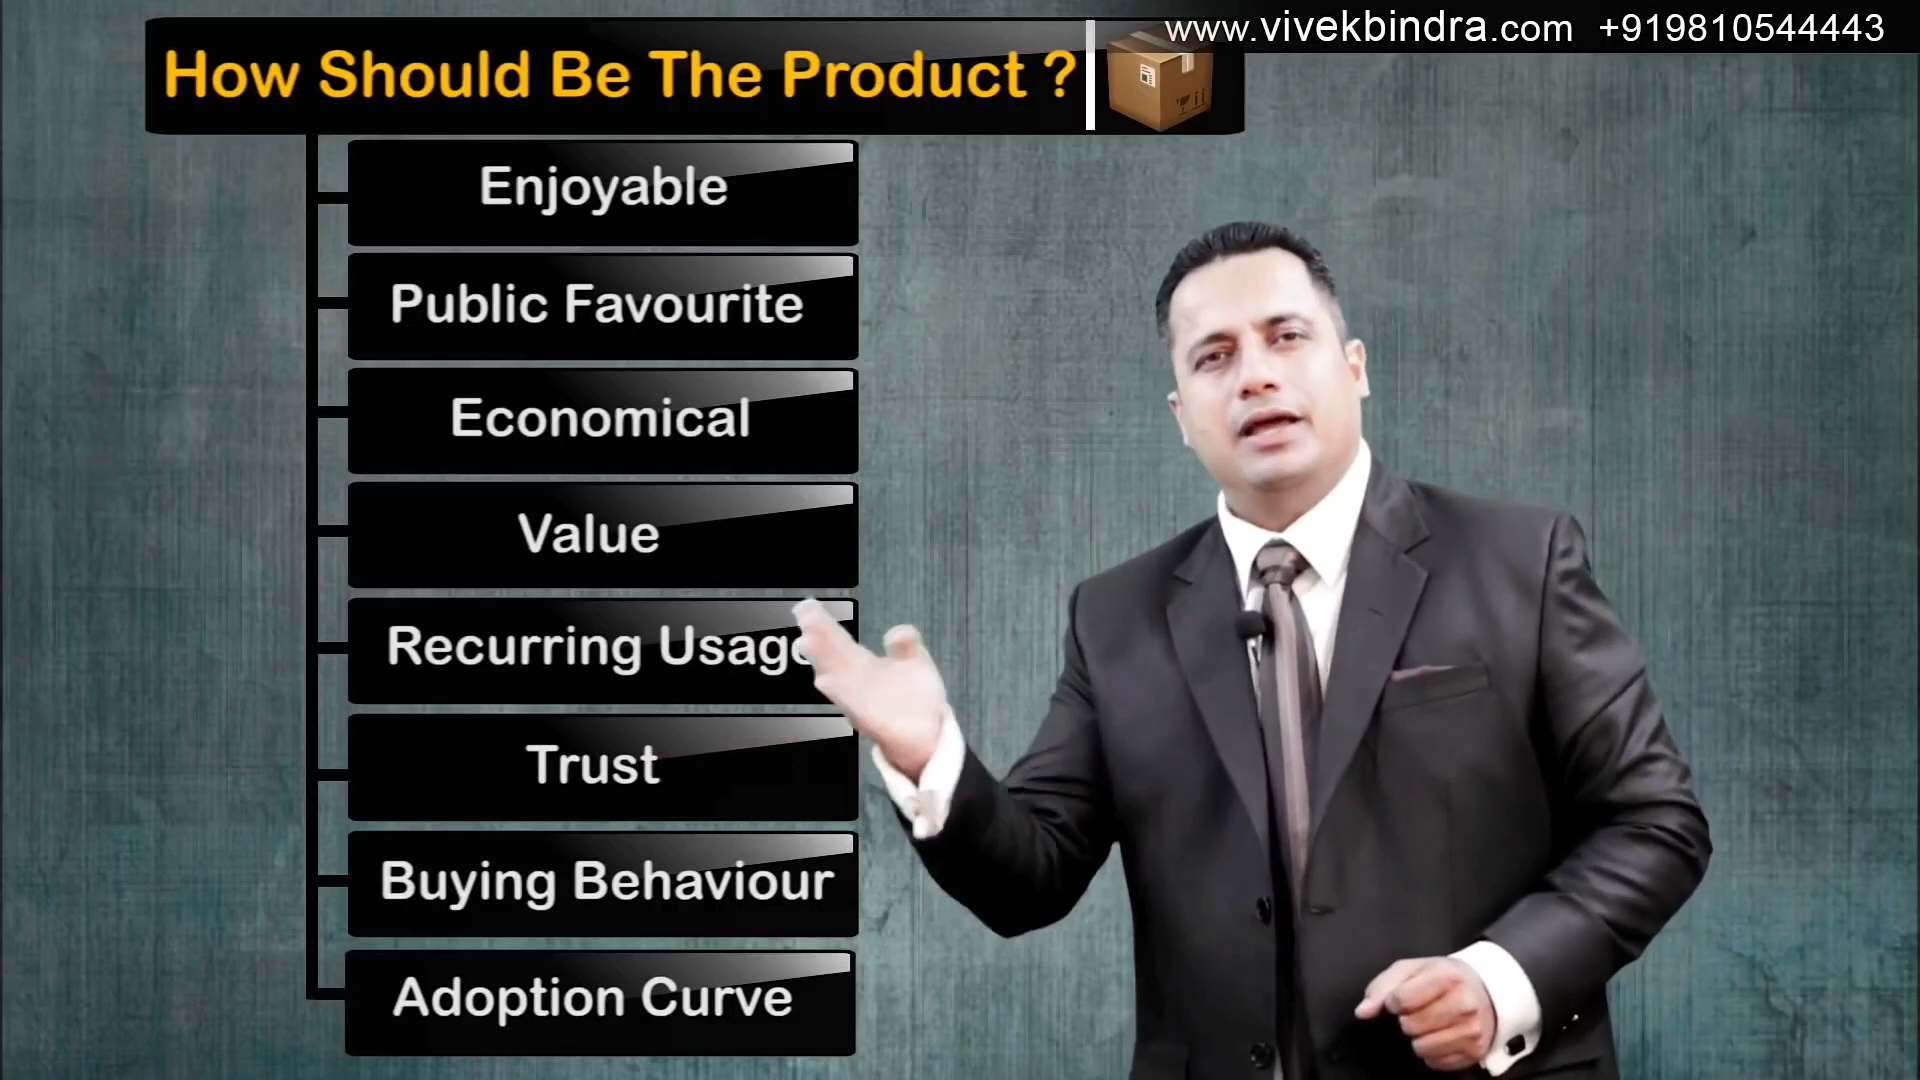 www.vivekbindra.com +919810544443
How Should Be The Product ?
Enjoyable
Public Favourite
Economical
Value
Recurring Usage
Trust
Buying Behaviour
Adoption Curve